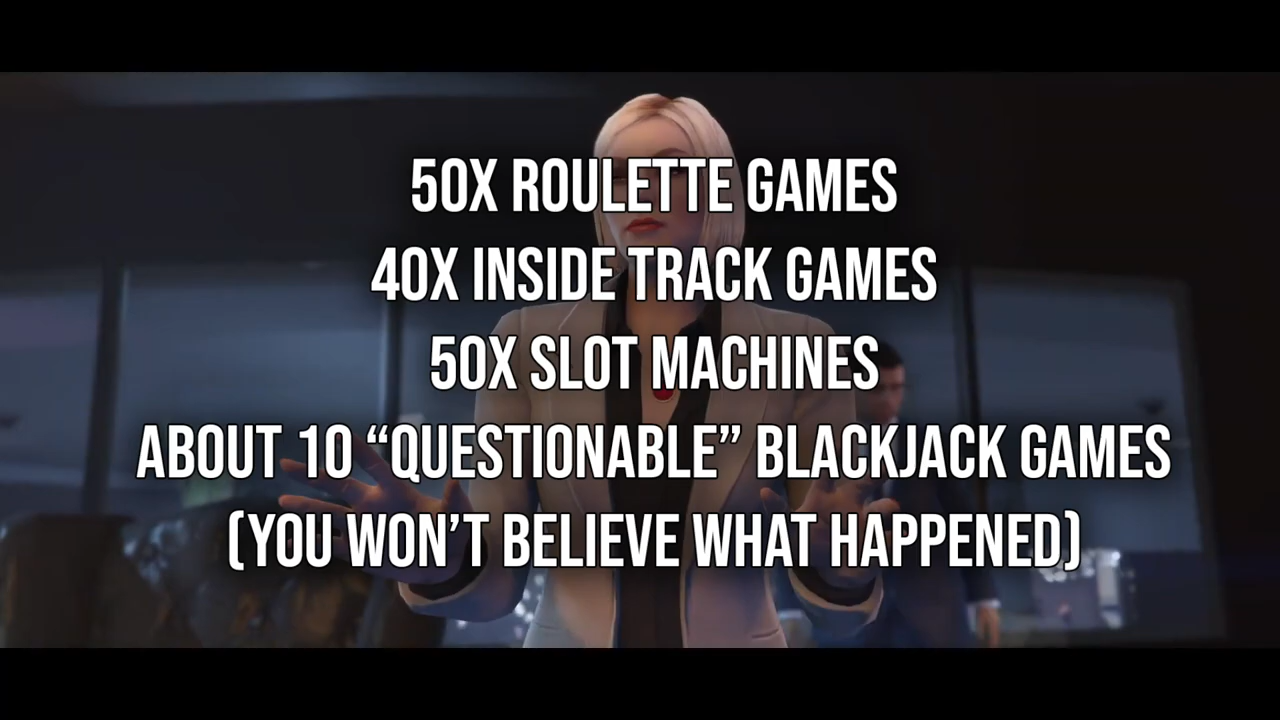 50X ROULETTE GAMES
40X INSIDE TRACK GAMES
50X SLOT MACHINES
ABOUT 10 “QUESTIONABLE” BLACKJACK GAMES
(YOU WON’T BELIEVE WHAT HAPPENED)